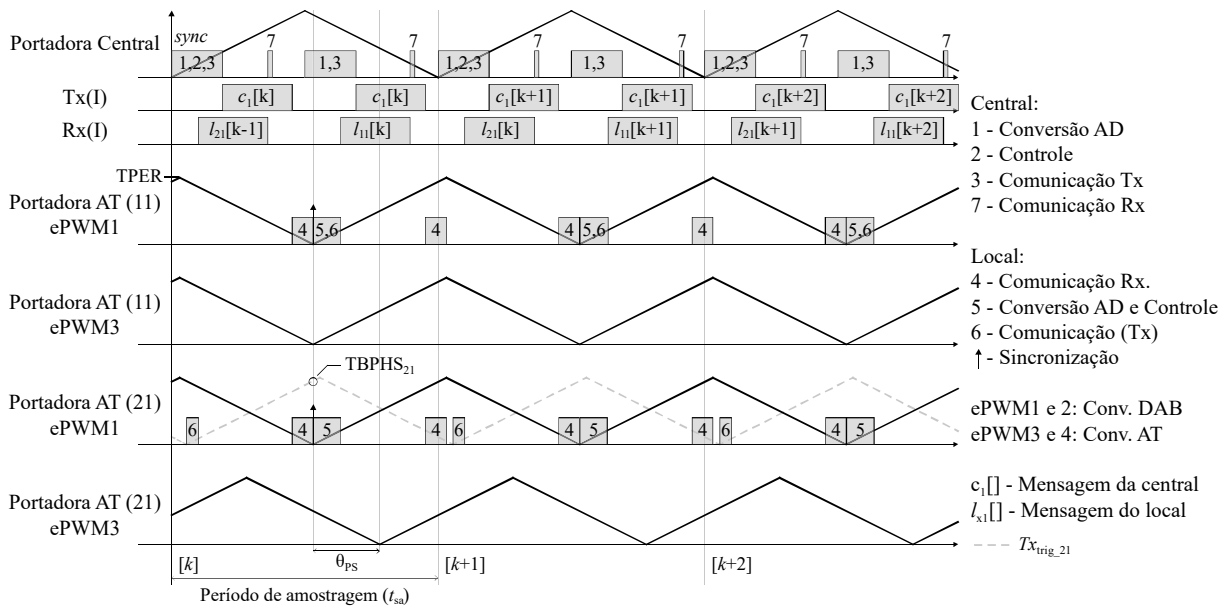 Portadora Central
sync
1,2,3
7
1,3
7
1,2,3
7
1,3
7
1,2,3
7
1,3
7
Tx(I)
c₁[k]
c₁[k]
c₁[k+1]
c₁[k+1]
c₁[k+2]
c₁[k+2]
Rx(I)
l₂₁[k-1]
l₁₁[k]
l₂₁[k]
l₁₁[k+1]
l₂₁[k+1]
l₁₁[k+2]
TPER
Portadora AT (11)
ePWM1
4
5,6
4
4
5,6
4
4
5,6
Portadora AT (11)
ePWM3
TBPHS₂₁
Portadora AT (21)
ePWM1
6
4
5
4
6
4
5
4
6
4
5
Portadora AT (21)
ePWM3
[k]
θPS
[k+1]
[k+2]
Período de amostragem (tsa)
Central:
1 - Conversão AD
2 - Controle
3 - Comunicação Tx
7 - Comunicação Rx
Local:
4 - Comunicação Rx.
5 - Conversão AD e Controle
6 - Comunicação (Tx)
↑ - Sincronização
ePWM1 e 2: Conv. DAB
ePWM3 e 4: Conv. AT
c₁[] - Mensagem da central
lₓ₁[] - Mensagem do local
Txtrig_21